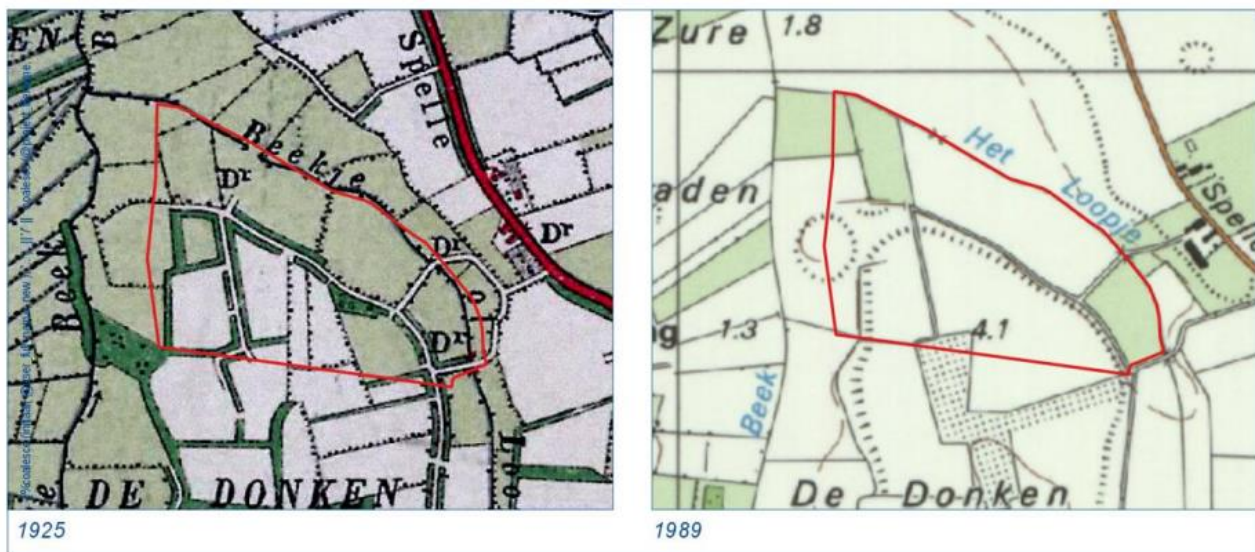 EN
B
Spelle
Beekje
Dr
Dr
Dr
Dr
Beek
Loo
DE DONKEN
1925
Zure
1.8
Het
Loopje
aden
Spelle
4.1
1.3
g
Beek
De Donken
1989